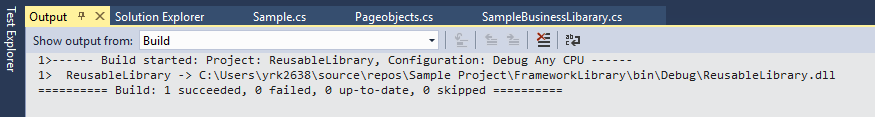 Test Explorer
Output Solution Explorer Sample.cs Pageobjects.cs SampleBusinessLibarary.cs
Show output from: Build
1>------ Build started: Project: ReusableLibrary, Configuration: Debug Any CPU ------
1>  ReusableLibrary -> C:\Users\yrk2638\source\repos\Sample Project\FrameworkLibrary\bin\Debug\ReusableLibrary.dll
========== Build: 1 succeeded, 0 failed, 0 up-to-date, 0 skipped ==========